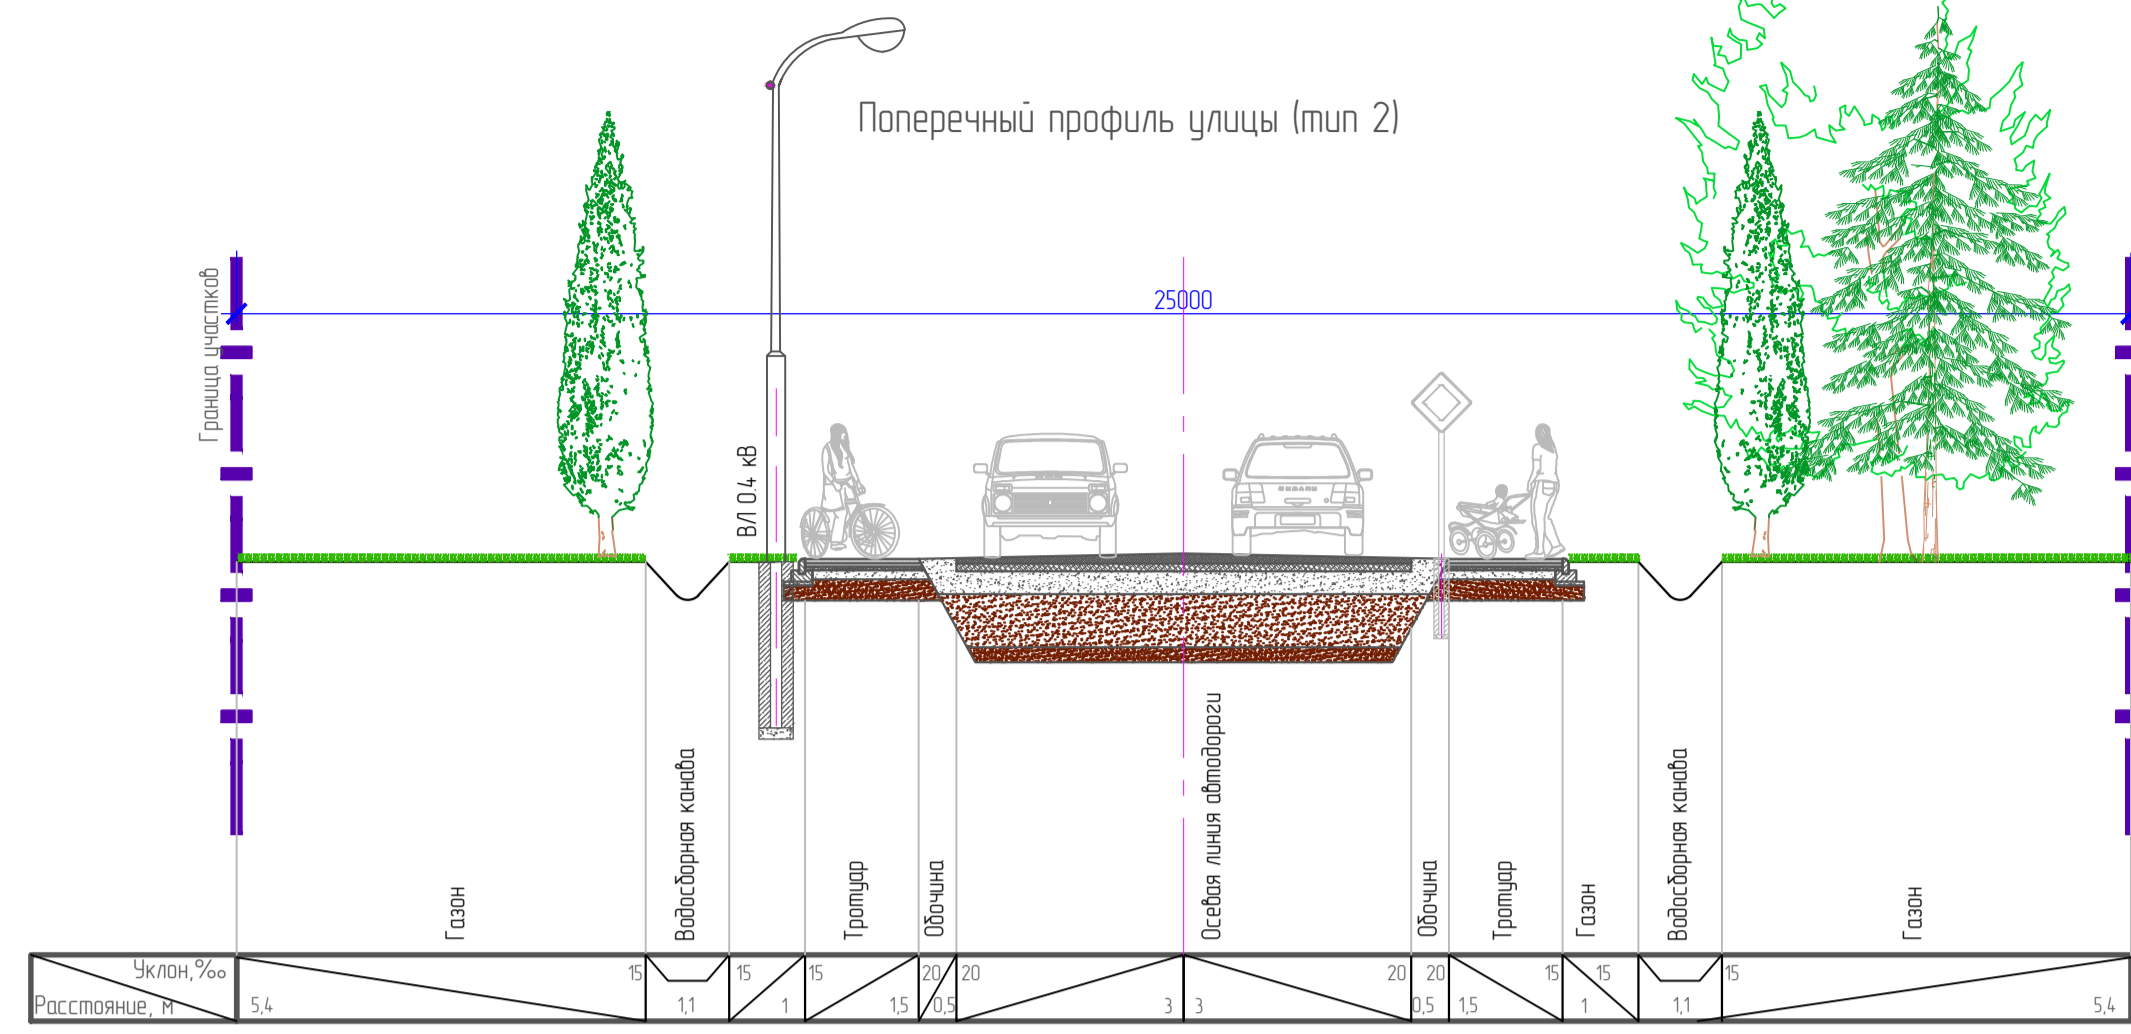 Поперечный профиль улицы (тип 2)
25000
Граница участков
ВЛ 0.4 кВ
SUBARU
Газон
Водосборная канава
Тротуар
Обочина
Осевая линия автодороги
Обочина
Тротуар
Газон
Водосборная канава
Газон
Уклон,‰ 15 15 15 20 20 20 20 15 15 15
Расстояние, м 5,4 1,1 1 1,5 0,5 3 3 0,5 1,5 1 1,1 5,4